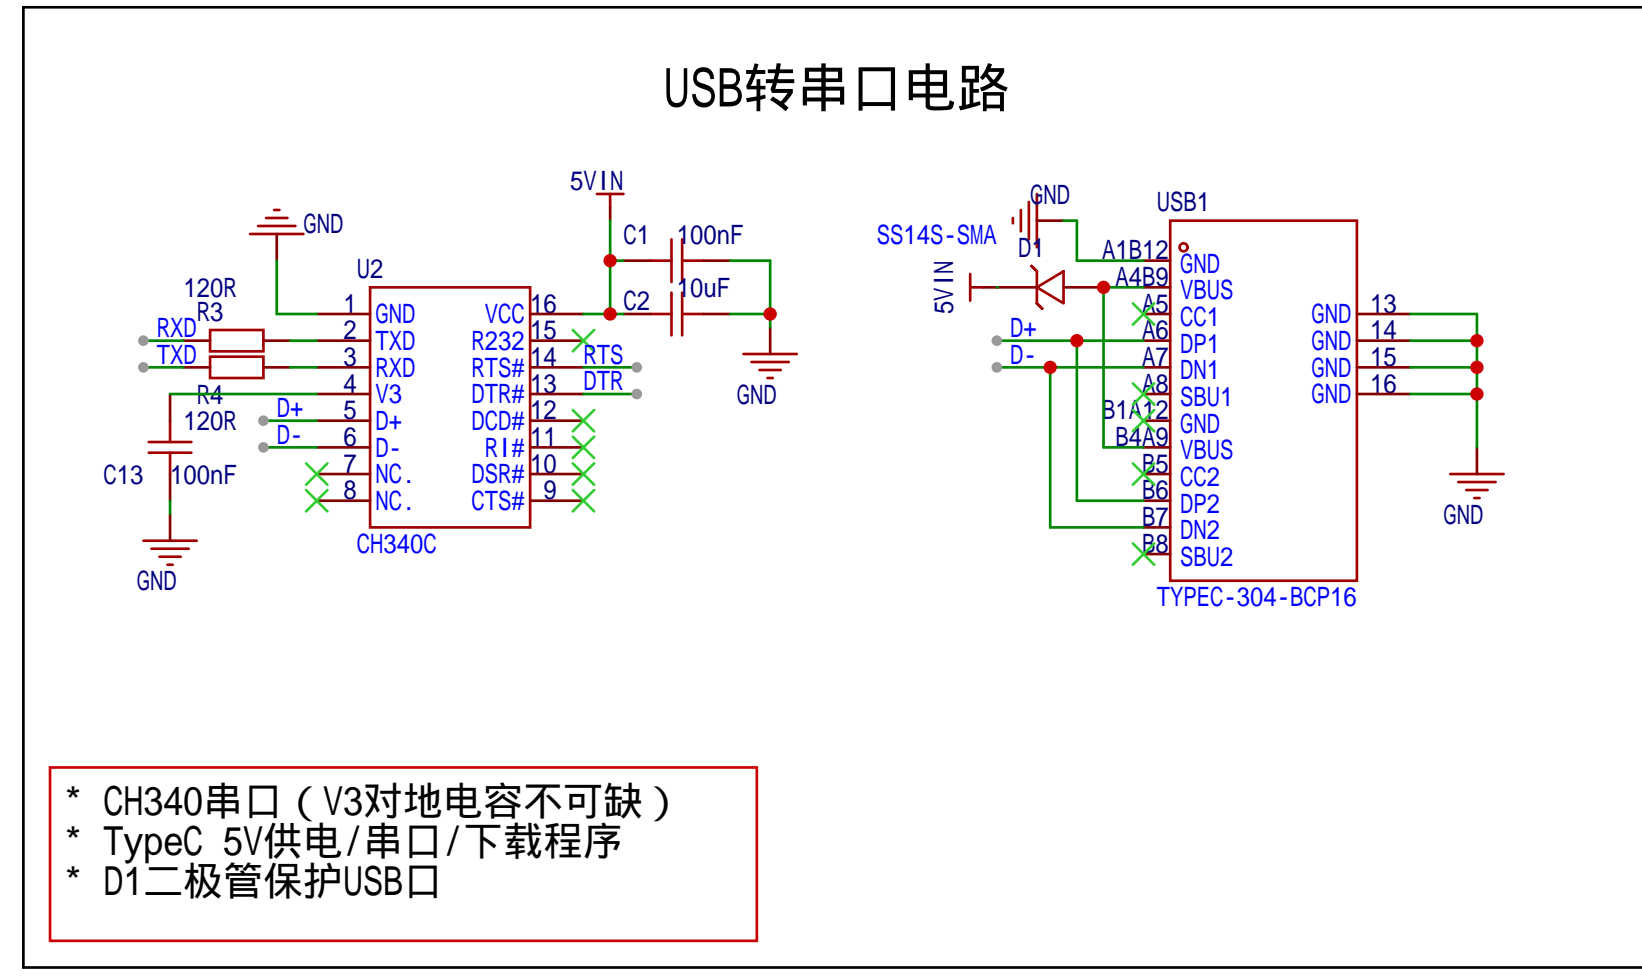 USB转串口电路
5VIN
GND
C1 100nF
C2 10uF
GND
U2
120R
R3
RXD
TXD
R4
120R
D+
D-
C13 100nF
GND
1 GND
2 TXD
3 RXD
4 V3
5 D+
6 D-
7 NC.
8 NC.
VCC 16
R232 15
RTS# 14 RTS
DTR# 13 DTR
DCD# 12
RI# 11
DSR# 10
CTS# 9
CH340C
GND
SS14S-SMA
D1
5VIN
D+
D-
USB1
A1B12 GND
A4B9 VBUS
A5 CC1
A6 DP1
A7 DN1
A8 SBU1
B1A12 GND
B4A9 VBUS
B5 CC2
B6 DP2
B7 DN2
B8 SBU2
GND 13
GND 14
GND 15
GND 16
GND
TYPEC-304-BCP16
* CH340串口(V3对地电容不可缺)
* TypeC 5V供电/串口/下载程序
* D1二极管保护USB口